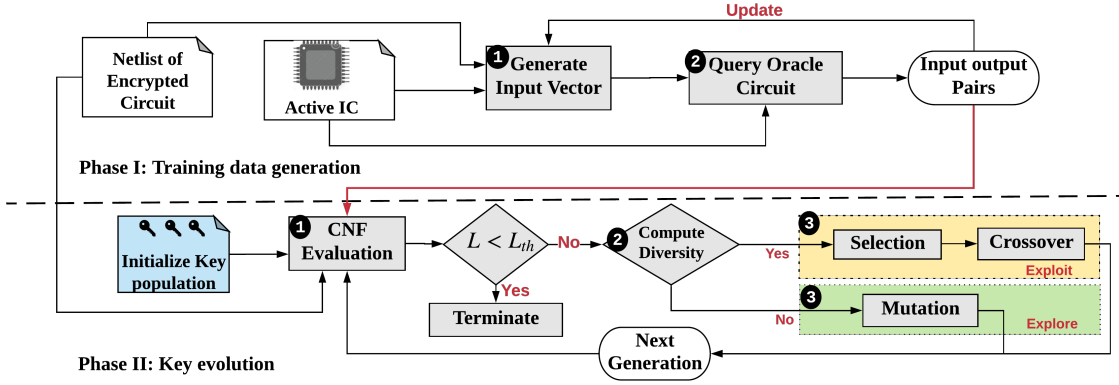 Update
Netlist of
Encrypted
Circuit
Active IC
1
Generate
Input Vector
2
Query Oracle
Circuit
Input output
Pairs
Phase I: Training data generation
Initialize Key
population
1
CNF
Evaluation
L < Lth
No
Yes
Terminate
2
Compute
Diversity
Yes
No
3
Selection
Crossover
Exploit
3
Mutation
Explore
Next
Generation
Phase II: Key evolution